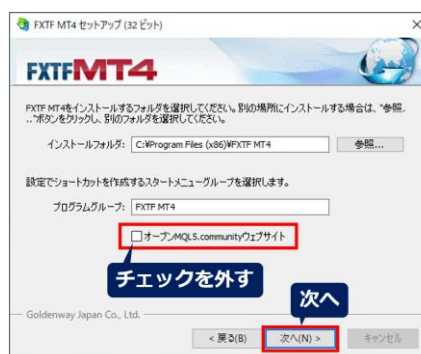 FXTF MT4 セットアップ (32 ビット)
FXTFMT4
FXTF MT4をインストールするフォルダを選択してください。別の場所にインストールする場合は、"参照.
.."ボタンをクリックし、別のフォルダを選択してください。
インストールフォルダ: C:¥Program Files (x86)¥FXTF MT4 参照...
設定でショートカットを作成するスタートメニューグループを選択します。
プログラムグループ: FXTF MT4
オープンMQL5.communityウェブサイト
チェックを外す
次へ
Goldenway Japan Co., Ltd.
< 戻る(B) 次へ(N) > キャンセル